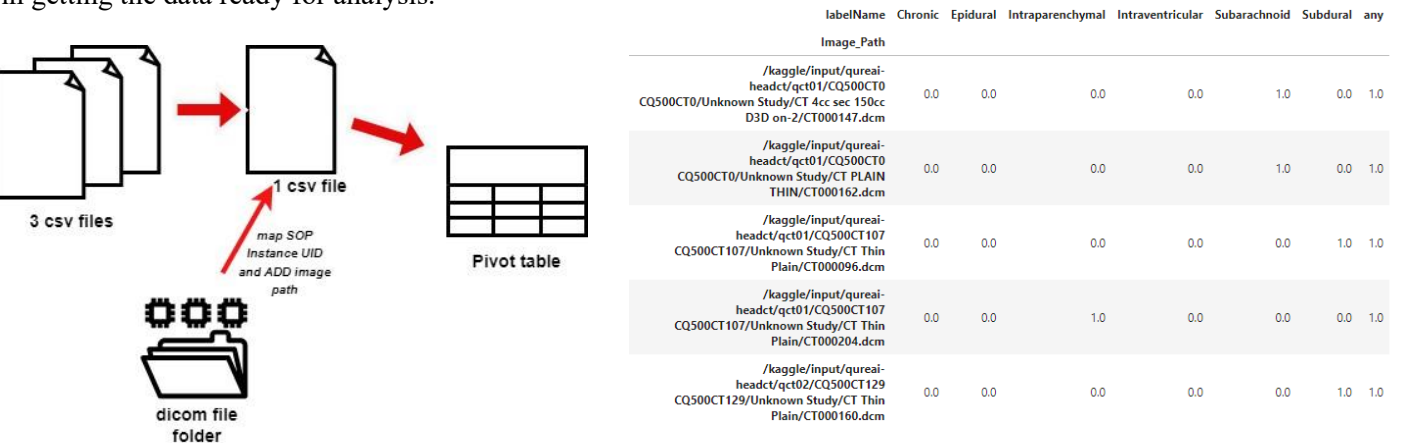 in getting the data ready for analysis.
3 csv files
1 csv file
map SOP
Instance UID
and ADD image
path
Pivot table
dicom file
folder
labelName Chronic Epidural Intraparenchymal Intraventricular Subarachnoid Subdural any
Image_Path
/kaggle/input/qureai-
headct/qct01/CQ500CT0
CQ500CT0/Unknown Study/CT 4cc sec 150cc
D3D on-2/CT000147.dcm
0.0 0.0 0.0 0.0 1.0 0.0 1.0
/kaggle/input/qureai-
headct/qct01/CQ500CT0
CQ500CT0/Unknown Study/CT PLAIN
THIN/CT000162.dcm
0.0 0.0 0.0 0.0 1.0 0.0 1.0
/kaggle/input/qureai-
headct/qct01/CQ500CT107
CQ500CT107/Unknown Study/CT Thin
Plain/CT000096.dcm
0.0 0.0 0.0 0.0 0.0 1.0 1.0
/kaggle/input/qureai-
headct/qct01/CQ500CT107
CQ500CT107/Unknown Study/CT Thin
Plain/CT000204.dcm
0.0 0.0 1.0 0.0 0.0 0.0 1.0
/kaggle/input/qureai-
headct/qct02/CQ500CT129
CQ500CT129/Unknown Study/CT Thin
Plain/CT000160.dcm
0.0 0.0 0.0 0.0 0.0 1.0 1.0